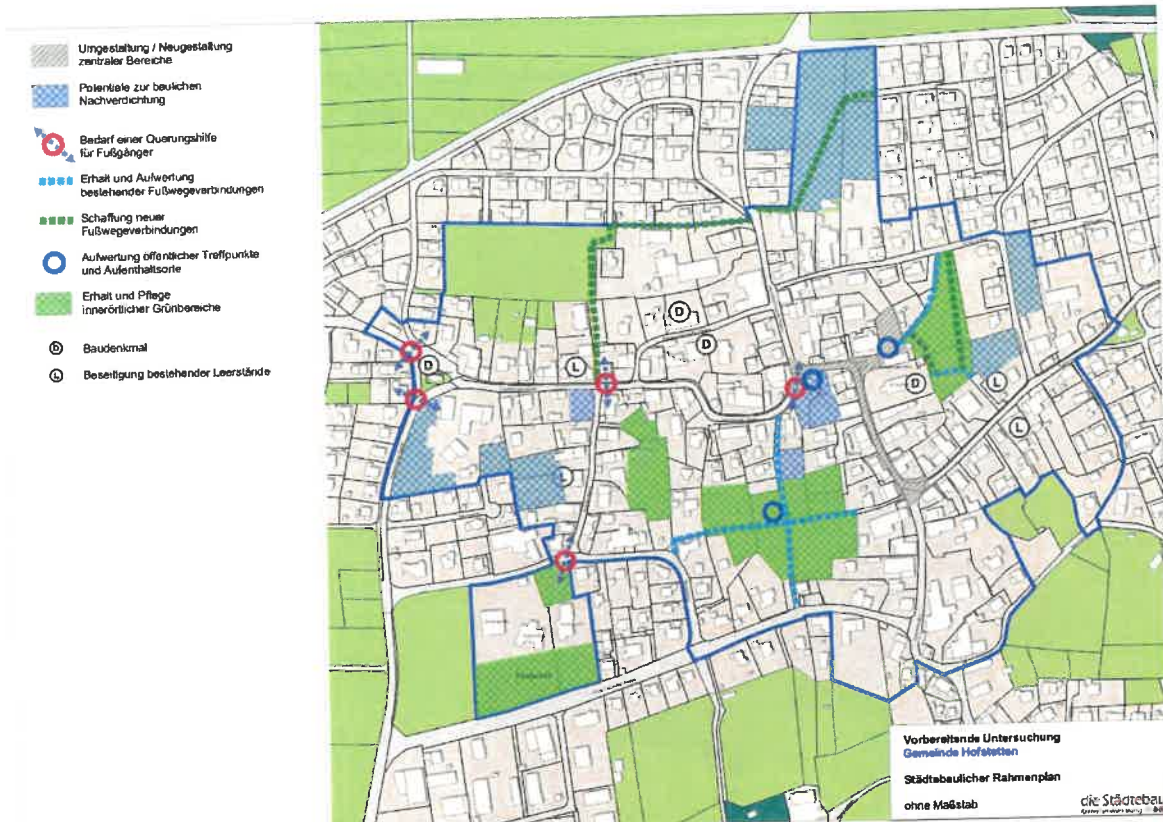 Umgestaltung / Neugestaltung
zentraler Bereiche
Potentiale zur baulichen
Nachverdichtung
Bedarf einer Querungshilfe
für Fußgänger
Erhalt und Aufwertung
bestehender Fußwegeverbindungen
Schaffung neuer
Fußwegeverbindungen
Aufwertung öffentlicher Treffpunkte
und Aufenthaltsorte
Erhalt und Pflege
innerörtlicher Grünbereiche
D Baudenkmal
L Beseitigung bestehender Leerstände
D
D
D
L
D
L
L
L
Vorbereitende Untersuchung
Gemeinde Hofstetten
Städtebaulicher Rahmenplan
ohne Maßstab
die Städtebau